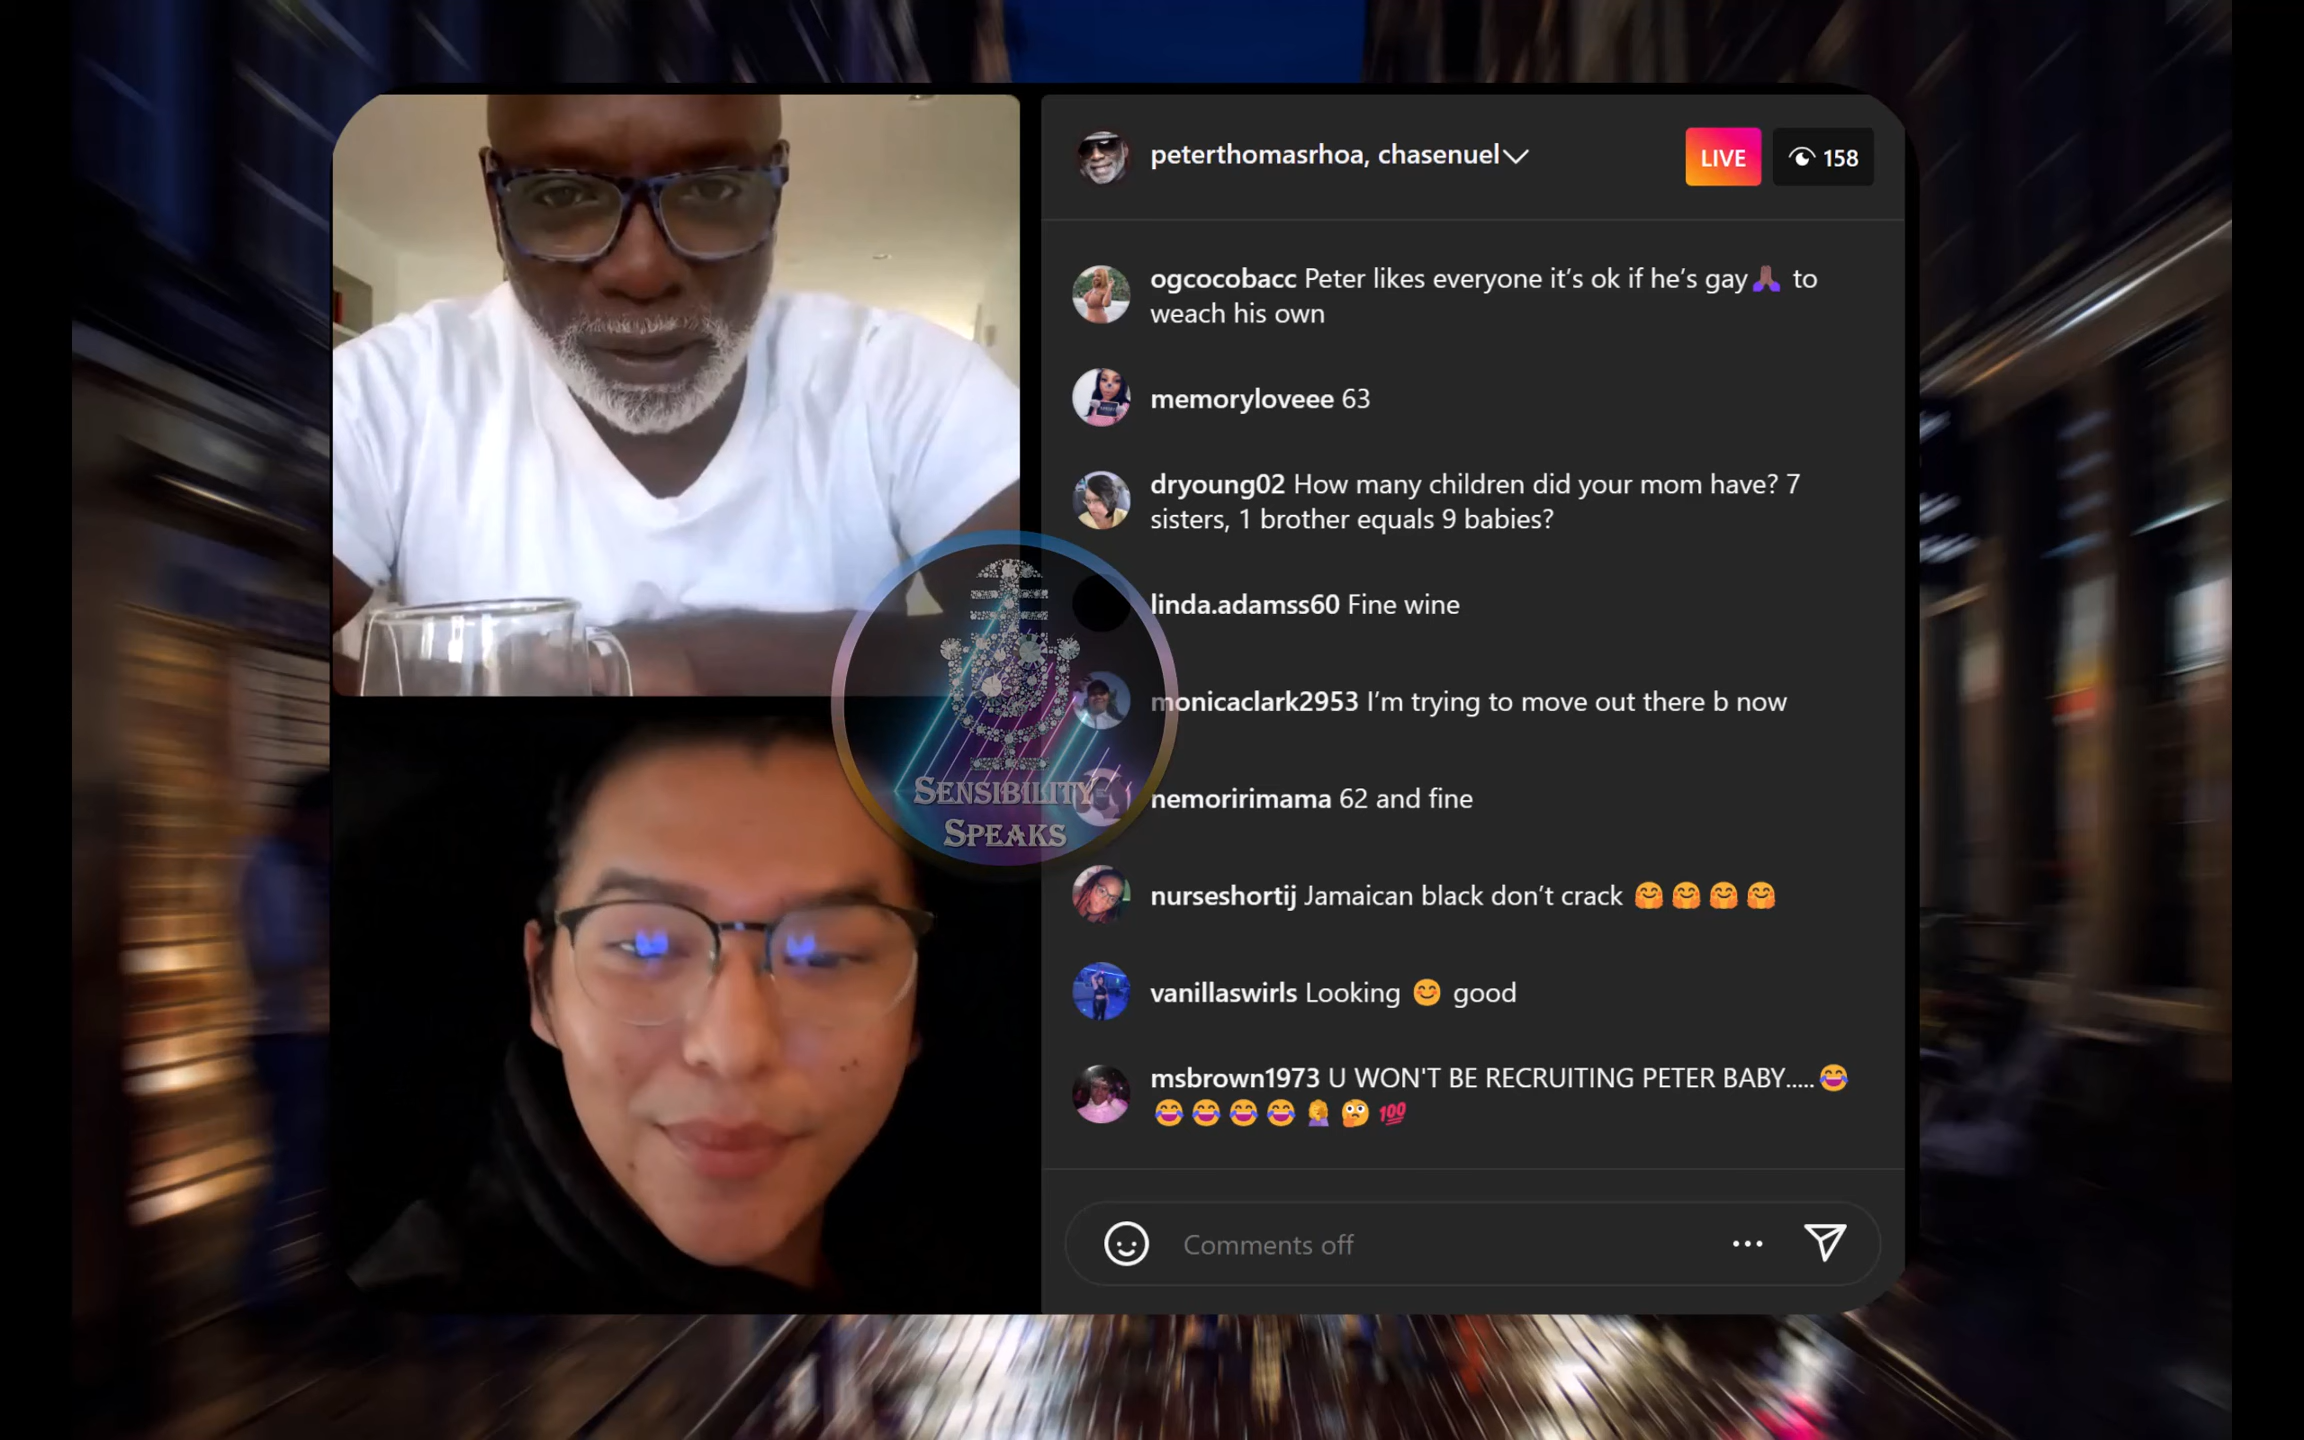 peterthomasrhoa, chasenuel
LIVE
158
ogcocobacc Peter likes everyone it’s ok if he’s gay🙏🏾 to
weach his own
memoryloveee 63
dryoung02 How many children did your mom have? 7
sisters, 1 brother equals 9 babies?
linda.adamss60 Fine wine
monicaclark2953 I’m trying to move out there b now
nemoririmama 62 and fine
nurseshortij Jamaican black don’t crack 🤗🤗🤗🤗
vanillaswirls Looking 😊 good
msbrown1973 U WON'T BE RECRUITING PETER BABY.....😂
😂😂😂😂🤦‍♀️🫣💯
Comments off
SENSIBILITY
SPEAKS